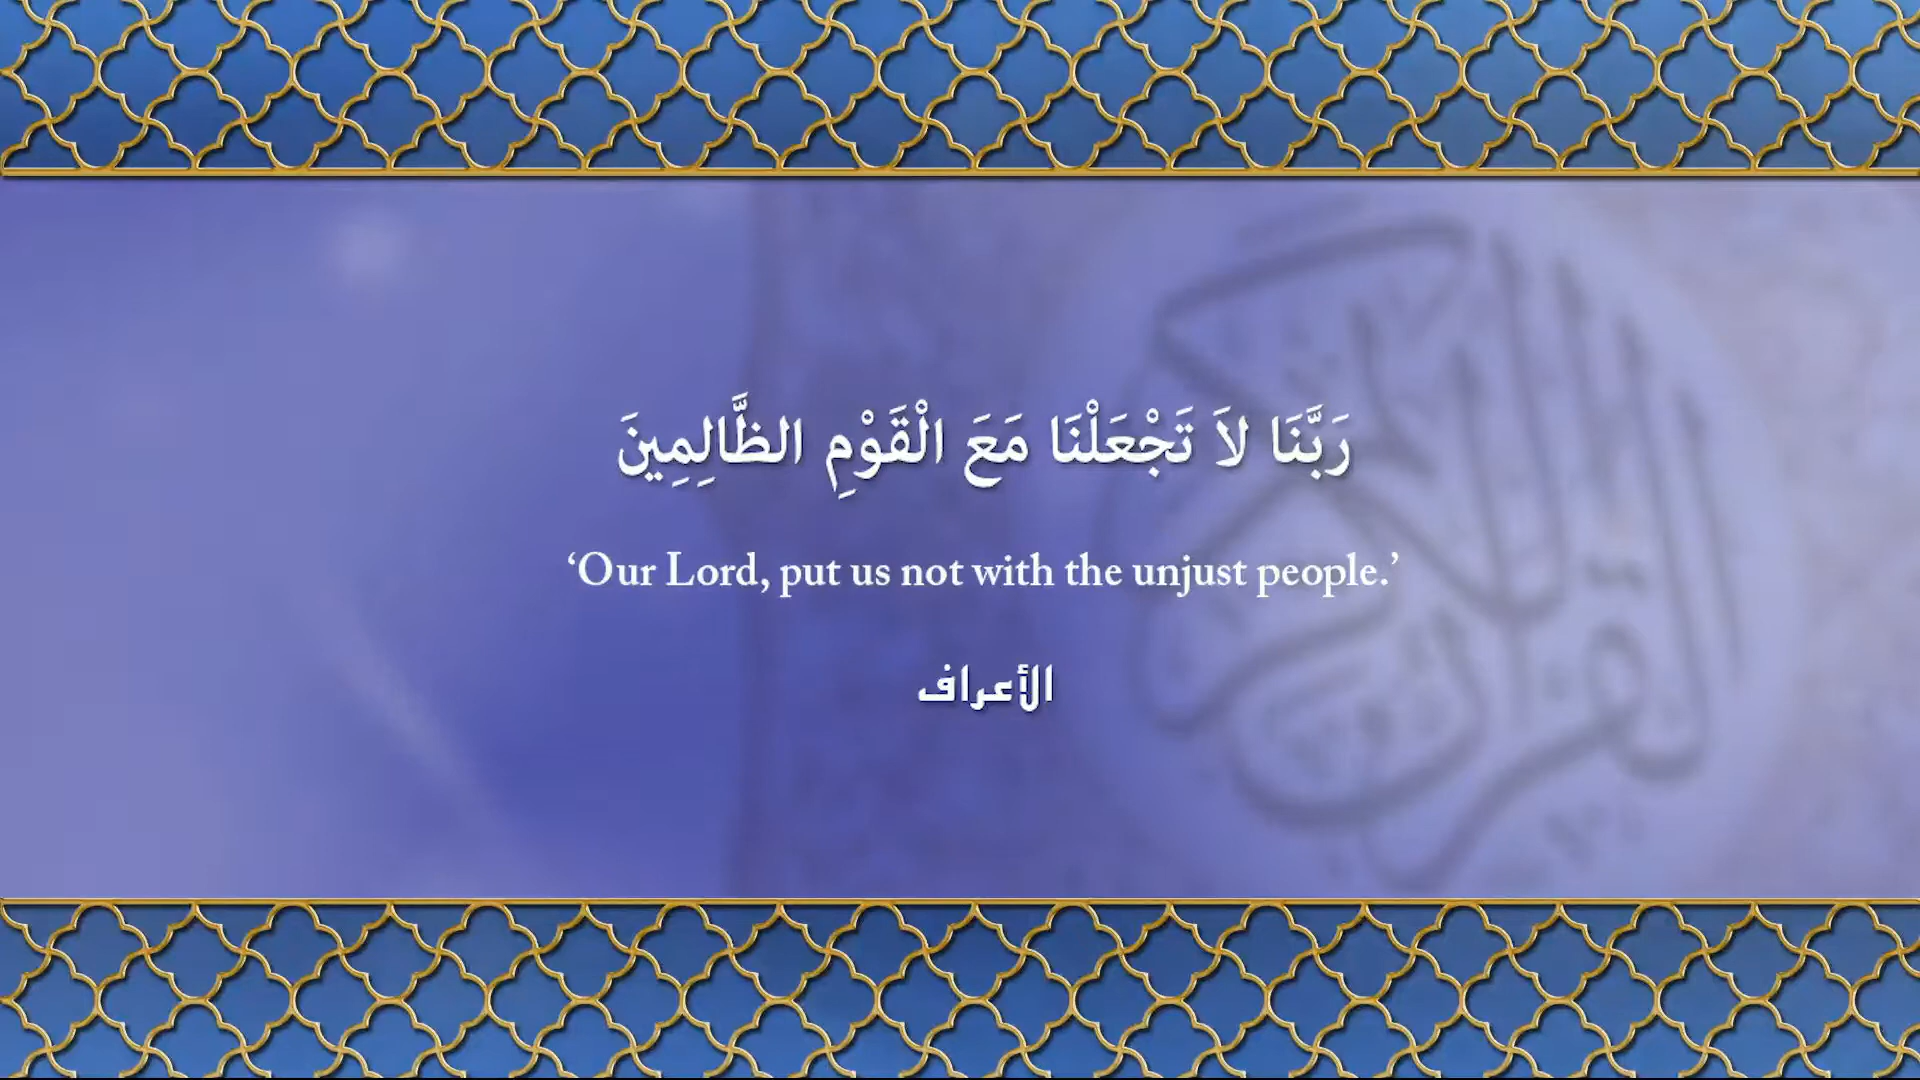 رَبَّنَا لاَ تَجْعَلْنَا مَعَ الْقَوْمِ الظَّالِمِينَ
‘Our Lord, put us not with the unjust people.’
الأعراف